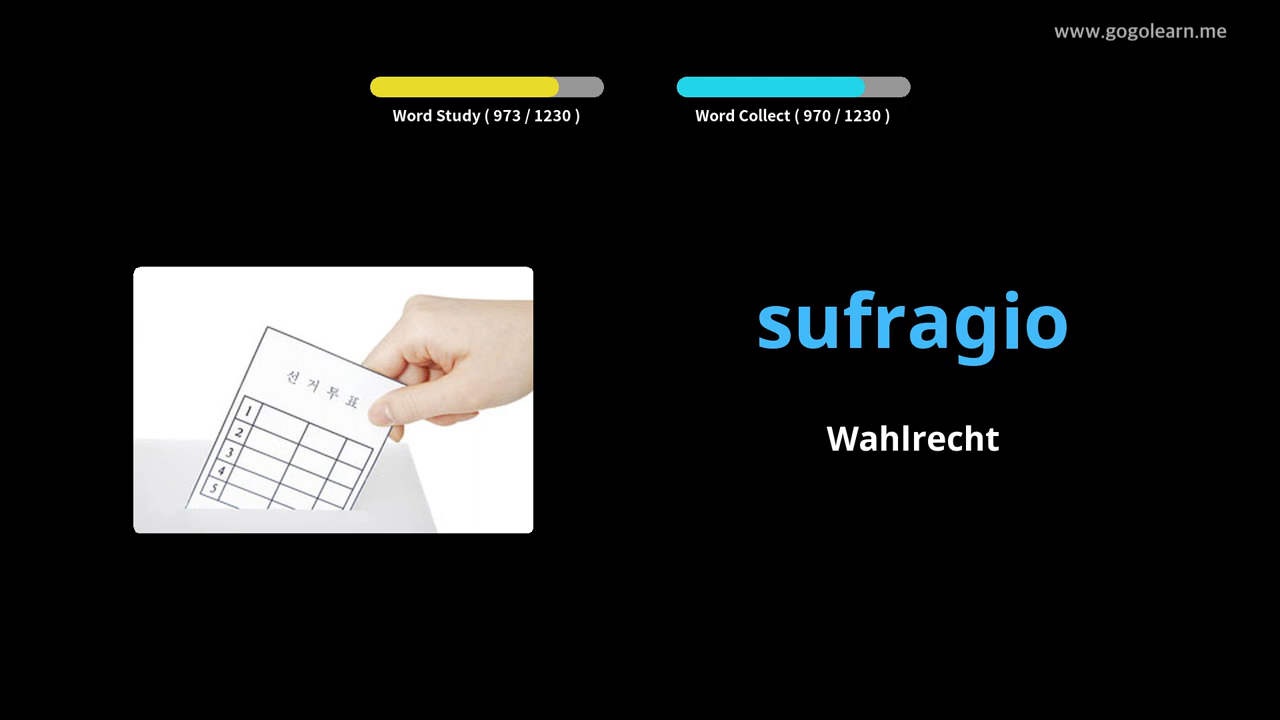 www.gogolearn.me
Word Study ( 973 / 1230 )
Word Collect ( 970 / 1230 )
선거투표
1
2
3
4
5
sufragio
Wahlrecht